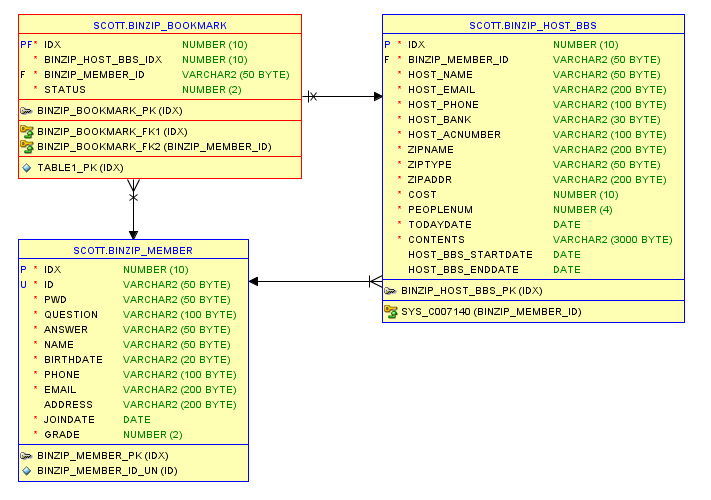 SCOTT.BINZIP_BOOKMARK
PF* IDX NUMBER (10)
* BINZIP_HOST_BBS_IDX NUMBER (10)
F * BINZIP_MEMBER_ID VARCHAR2 (50 BYTE)
* STATUS NUMBER (2)
BINZIP_BOOKMARK_PK (IDX)
BINZIP_BOOKMARK_FK1 (IDX)
BINZIP_BOOKMARK_FK2 (BINZIP_MEMBER_ID)
TABLE1_PK (IDX)
SCOTT.BINZIP_HOST_BBS
P * IDX NUMBER (10)
F * BINZIP_MEMBER_ID VARCHAR2 (50 BYTE)
* HOST_NAME VARCHAR2 (50 BYTE)
* HOST_EMAIL VARCHAR2 (200 BYTE)
* HOST_PHONE VARCHAR2 (100 BYTE)
* HOST_BANK VARCHAR2 (30 BYTE)
* HOST_ACNUMBER VARCHAR2 (100 BYTE)
* ZIPNAME VARCHAR2 (200 BYTE)
* ZIPTYPE VARCHAR2 (50 BYTE)
* ZIPADDR VARCHAR2 (200 BYTE)
* COST NUMBER (10)
* PEOPLENUM NUMBER (4)
* TODAYDATE DATE
* CONTENTS VARCHAR2 (3000 BYTE)
HOST_BBS_STARTDATE DATE
HOST_BBS_ENDDATE DATE
BINZIP_HOST_BBS_PK (IDX)
SYS_C007140 (BINZIP_MEMBER_ID)
SCOTT.BINZIP_MEMBER
P * IDX NUMBER (10)
U * ID VARCHAR2 (50 BYTE)
* PWD VARCHAR2 (50 BYTE)
* QUESTION VARCHAR2 (100 BYTE)
* ANSWER VARCHAR2 (50 BYTE)
* NAME VARCHAR2 (50 BYTE)
* BIRTHDATE VARCHAR2 (20 BYTE)
* PHONE VARCHAR2 (100 BYTE)
* EMAIL VARCHAR2 (200 BYTE)
ADDRESS VARCHAR2 (200 BYTE)
* JOINDATE DATE
* GRADE NUMBER (2)
BINZIP_MEMBER_PK (IDX)
BINZIP_MEMBER_ID_UN (ID)